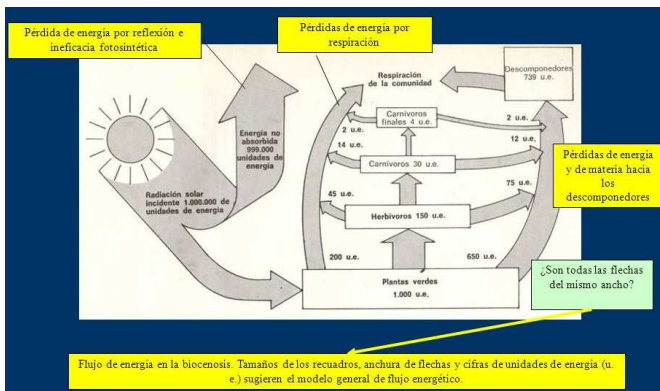 Pérdida de energía por reflexión e
ineficacia fotosintética
Pérdidas de energía por
respiración
Respiración
de la comunidad
Descomponedores
739 u.e.
Energía no
absorbida
999.000
unidades de
energía
Radiación solar
incidente 1.000.000 de
unidades de energía
Carnívoros
finales 4 u.e.
2 u.e.
2 u.e.
14 u.e.
12 u.e.
Carnívoros 30 u.e.
45 u.e.
75 u.e.
Herbívoros 150 u.e.
200 u.e.
650 u.e.
Plantas verdes
1.000 u.e.
Pérdidas de energía
y de materia hacia
los
descomponedores
¿Son todas las flechas
del mismo ancho?
Flujo de energía en la biocenosis. Tamaños de los recuadros, anchura de flechas y cifras de unidades de energía (u.
e.) sugieren el modelo general de flujo energético.